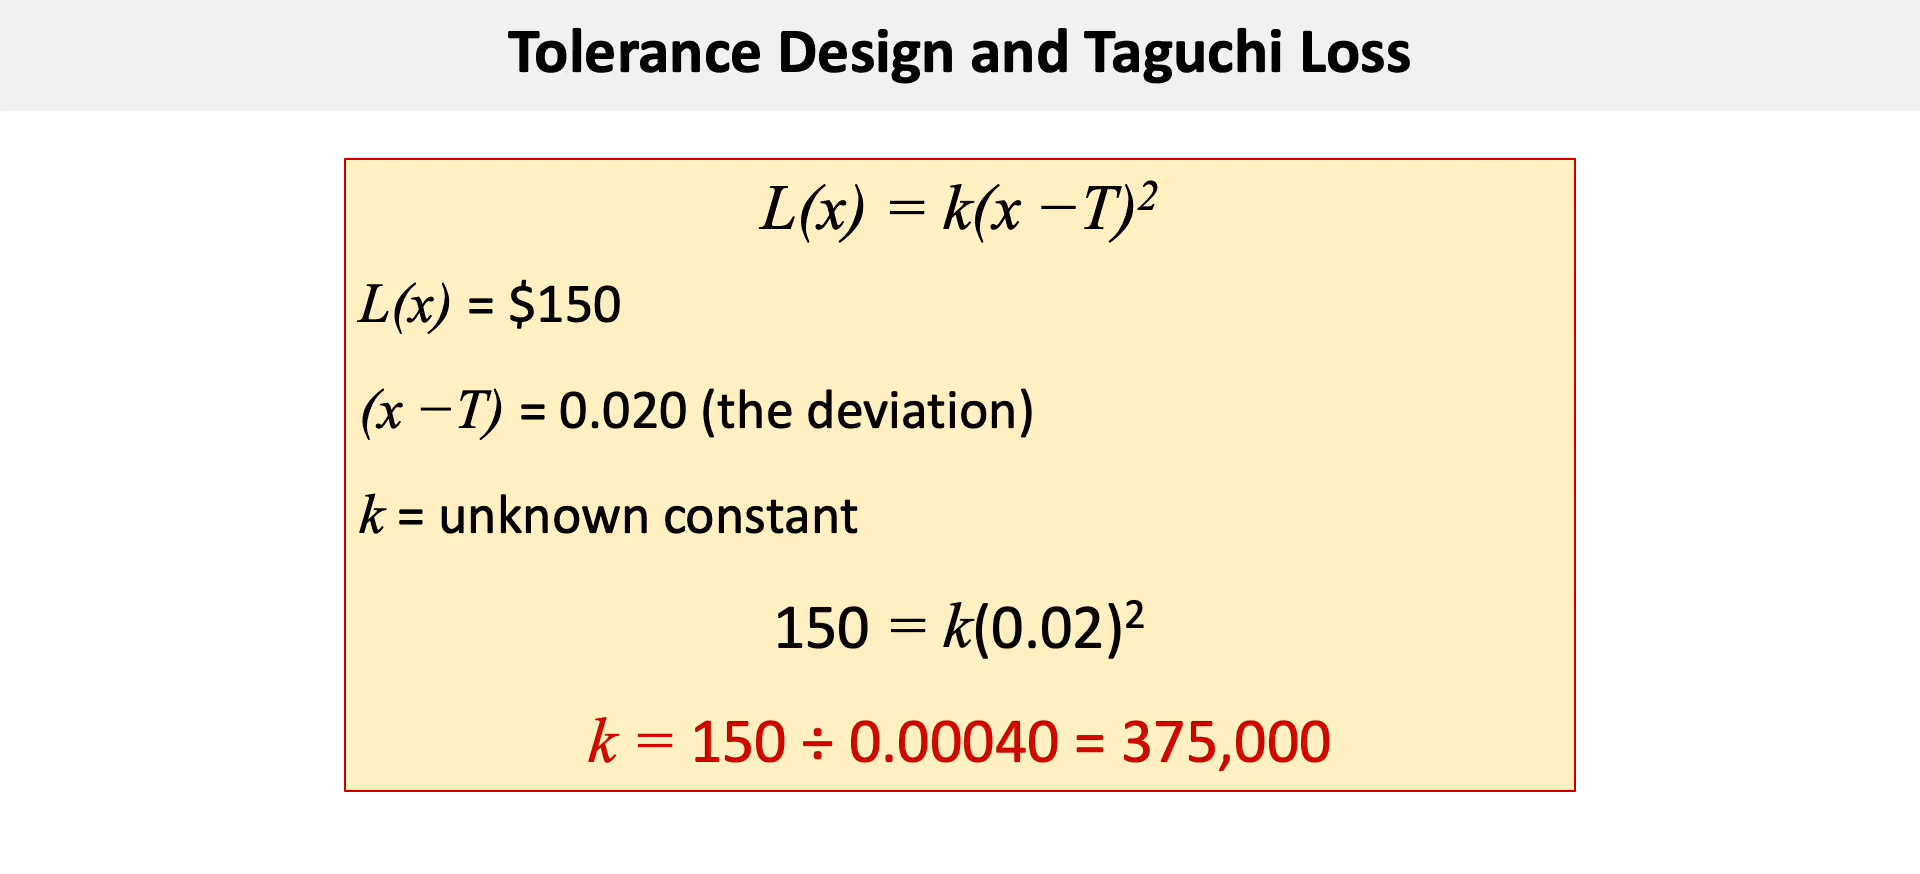 Tolerance Design and Taguchi Loss
L(x) = k(x − T)²
L(x) = $150
(x − T) = 0.020 (the deviation)
k = unknown constant
150 = k(0.02)²
k = 150 ÷ 0.00040 = 375,000